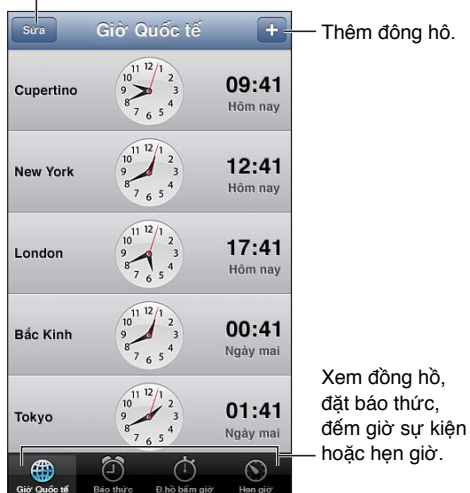 Sửa Giờ Quốc tế +
Thêm đông hô.
Cupertino
09:41
Hôm nay
New York
12:41
Hôm nay
London
17:41
Hôm nay
Bắc Kinh
00:41
Ngày mai
Tokyo
01:41
Ngày mai
Giờ Quốc tế Báo thức Đ.hồ bấm giờ Hẹn giờ
Xem đồng hồ,
đặt báo thức,
đếm giờ sự kiện
hoặc hẹn giờ.